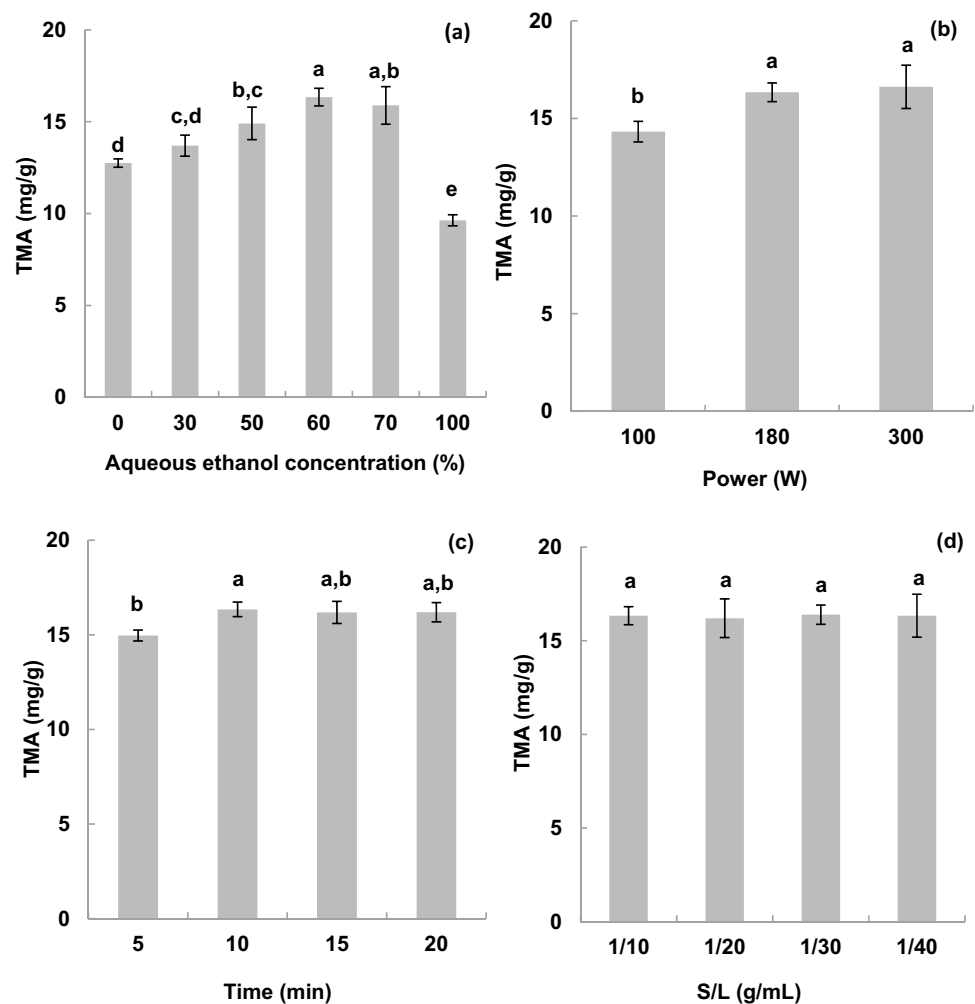 (a)
20
15
10
5
0
TMA (mg/g)
d
c,d
b,c
a
a,b
e
0 30 50 60 70 100
Aqueous ethanol concentration (%)
(b)
20
15
10
5
0
TMA (mg/g)
b
a
a
100 180 300
Power (W)
(c)
20
15
10
5
0
TMA (mg/g)
b
a
a,b
a,b
5 10 15 20
Time (min)
(d)
20
15
10
5
0
TMA (mg/g)
a
a
a
a
1/10 1/20 1/30 1/40
S/L (g/mL)